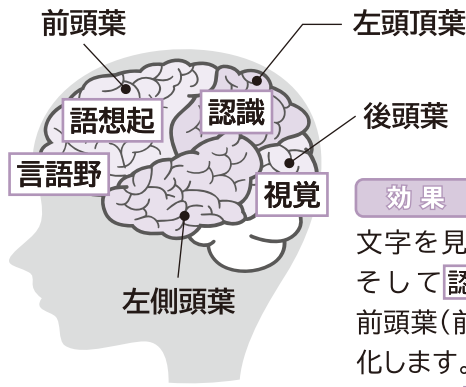 前頭葉
左頭頂葉
語想起
認識
後頭葉
言語野
視覚
左側頭葉
効果
文字を見
そして認
前頭葉(前
化します。